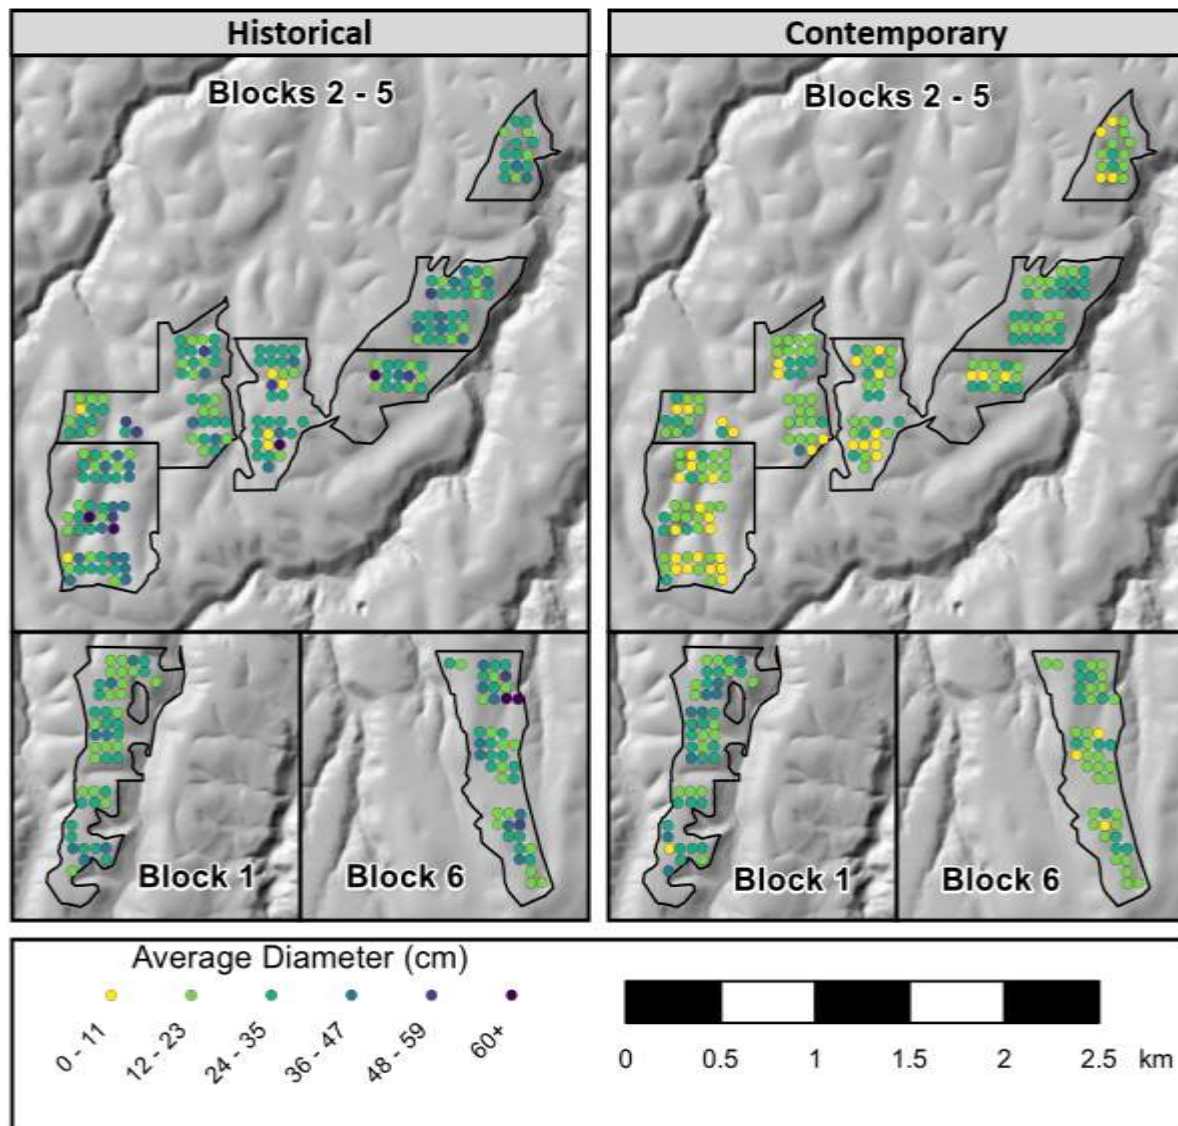 Historical
Contemporary
Blocks 2 - 5
Blocks 2 - 5
Block 1
Block 6
Block 1
Block 6
Average Diameter (cm)
0 - 11
12 - 23
24 - 35
36 - 47
48 - 59
60+
0 0.5 1 1.5 2 2.5 km